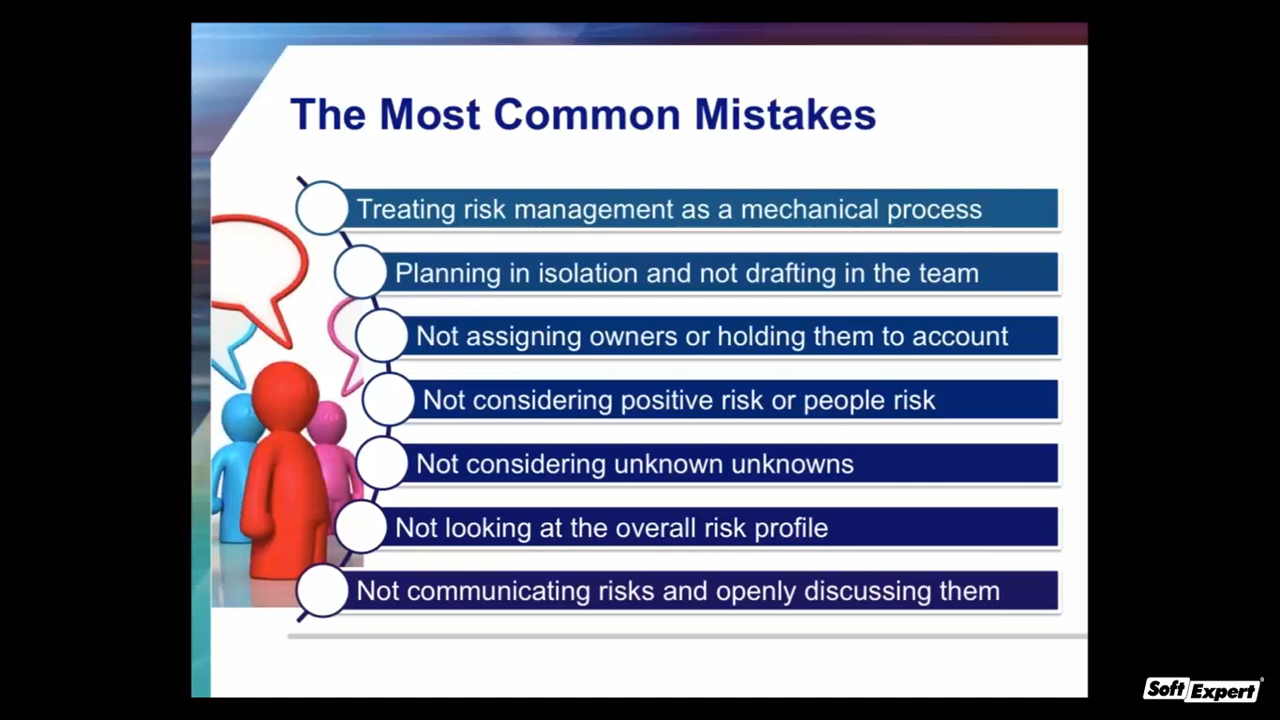 The Most Common Mistakes
Treating risk management as a mechanical process
Planning in isolation and not drafting in the team
Not assigning owners or holding them to account
Not considering positive risk or people risk
Not considering unknown unknowns
Not looking at the overall risk profile
Not communicating risks and openly discussing them
SoftExpert®